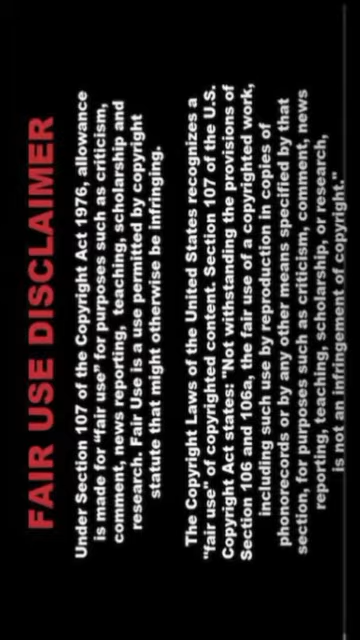 FAIR USE DISCLAIMER
Under Section 107 of the Copyright Act 1976, allowance
is made for "fair use" for purposes such as criticism,
comment, news reporting, teaching, scholarship and
research. Fair Use is a use permitted by copyright
statute that might otherwise be infringing.
The Copyright Laws of the United States recognizes a
"fair use" of copyrighted content. Section 107 of the U.S.
Copyright Act states: "Not withstanding the provisions of
Section 106 and 106a, the fair use of a copyrighted work,
including such use by reproduction in copies of
phonorecords or by any other means specified by that
section, for purposes such as criticism, comment, news
reporting, teaching, scholarship, or research,
is not an infringement of copyright."